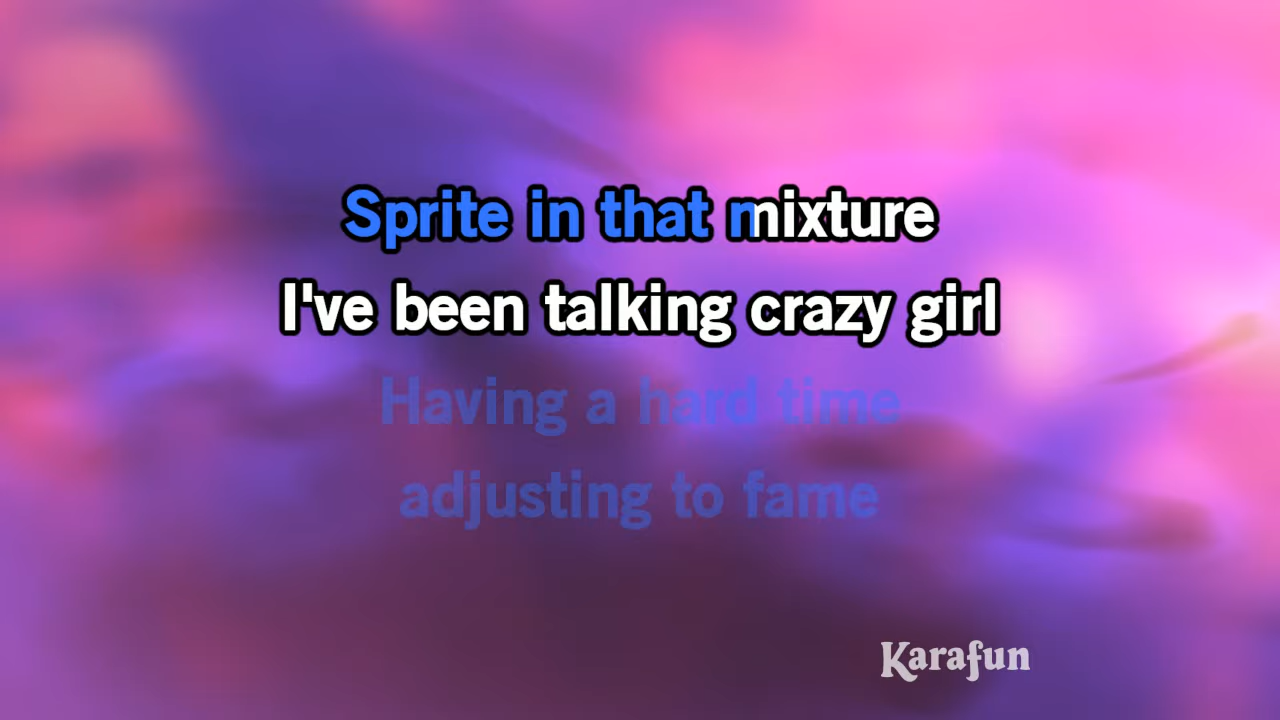 Sprite in that mixture
I've been talking crazy girl
Having a hard time
adjusting to fame
Karafun